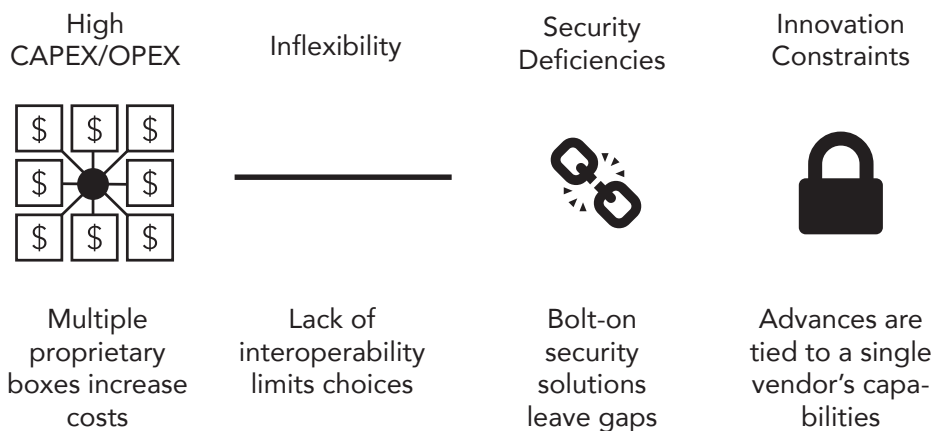 High
CAPEX/OPEX
Inflexibility
Security
Deficiencies
Innovation
Constraints
$ $ $
$ $
$ $ $
Multiple
proprietary
boxes increase
costs
Lack of
interoperability
limits choices
Bolt-on
security
solutions
leave gaps
Advances are
tied to a single
vendor’s capa-
bilities